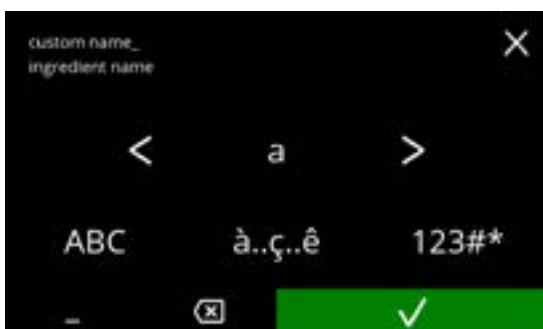 custom name_
ingredient name
< a >
ABC à..ç..ê 123#*
_